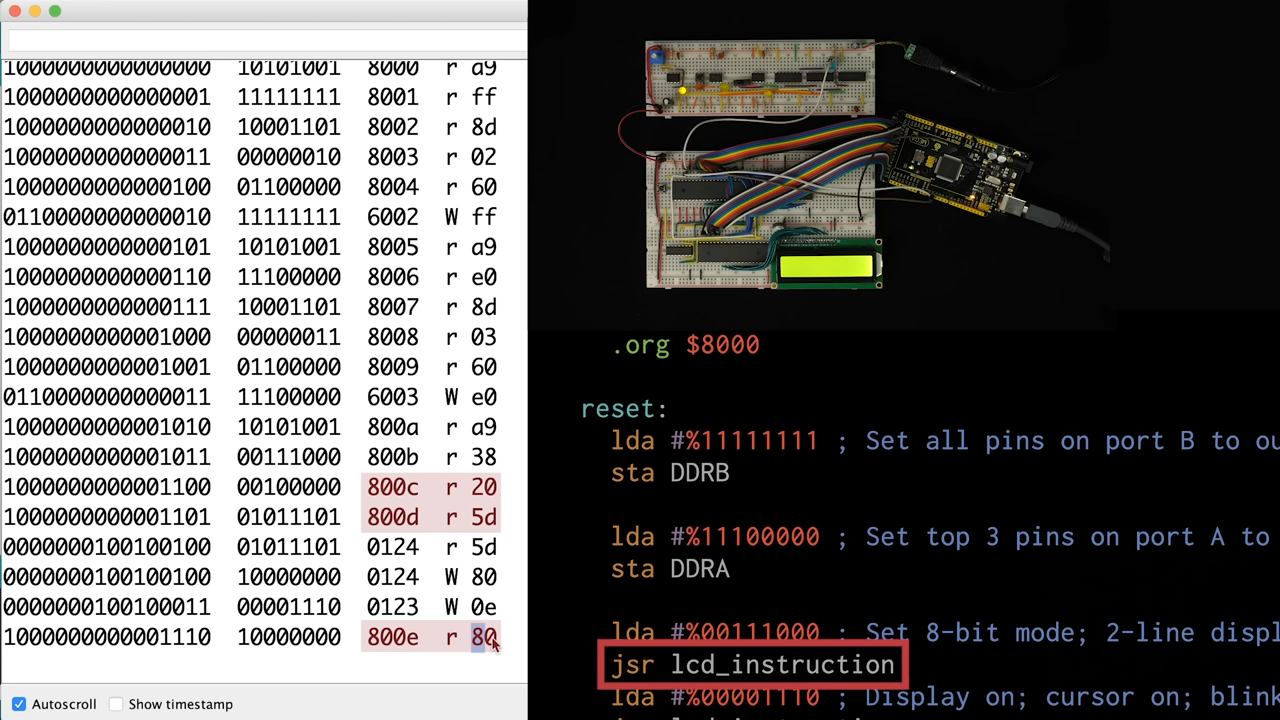 1000000000000000 10101001 8000 r a9
1000000000000001 11111111 8001 r ff
1000000000000010 10001101 8002 r 8d
1000000000000011 00000010 8003 r 02
1000000000000100 01100000 8004 r 60
0110000000000010 11111111 6002 W ff
1000000000000101 10101001 8005 r a9
1000000000000110 11100000 8006 r e0
1000000000000111 10001101 8007 r 8d
1000000000001000 00000011 8008 r 03
1000000000001001 01100000 8009 r 60
0110000000000011 11100000 6003 W e0
1000000000001010 10101001 800a r a9
1000000000001011 00111000 800b r 38
1000000000001100 00100000 800c r 20
1000000000001101 01011101 800d r 5d
0000000100100100 01011101 0124 r 5d
0000000100100100 10000000 0124 W 80
0000000100100011 00001110 0123 W 0e
1000000000001110 10000000 800e r 80
Autoscroll Show timestamp
.org $8000
reset:
lda #%11111111 ; Set all pins on port B to ou
sta DDRB
lda #%11100000 ; Set top 3 pins on port A to
sta DDRA
lda #%00111000 ; Set 8-bit mode; 2-line displ
jsr lcd_instruction
lda #%00001110 ; Display on; cursor on; blink